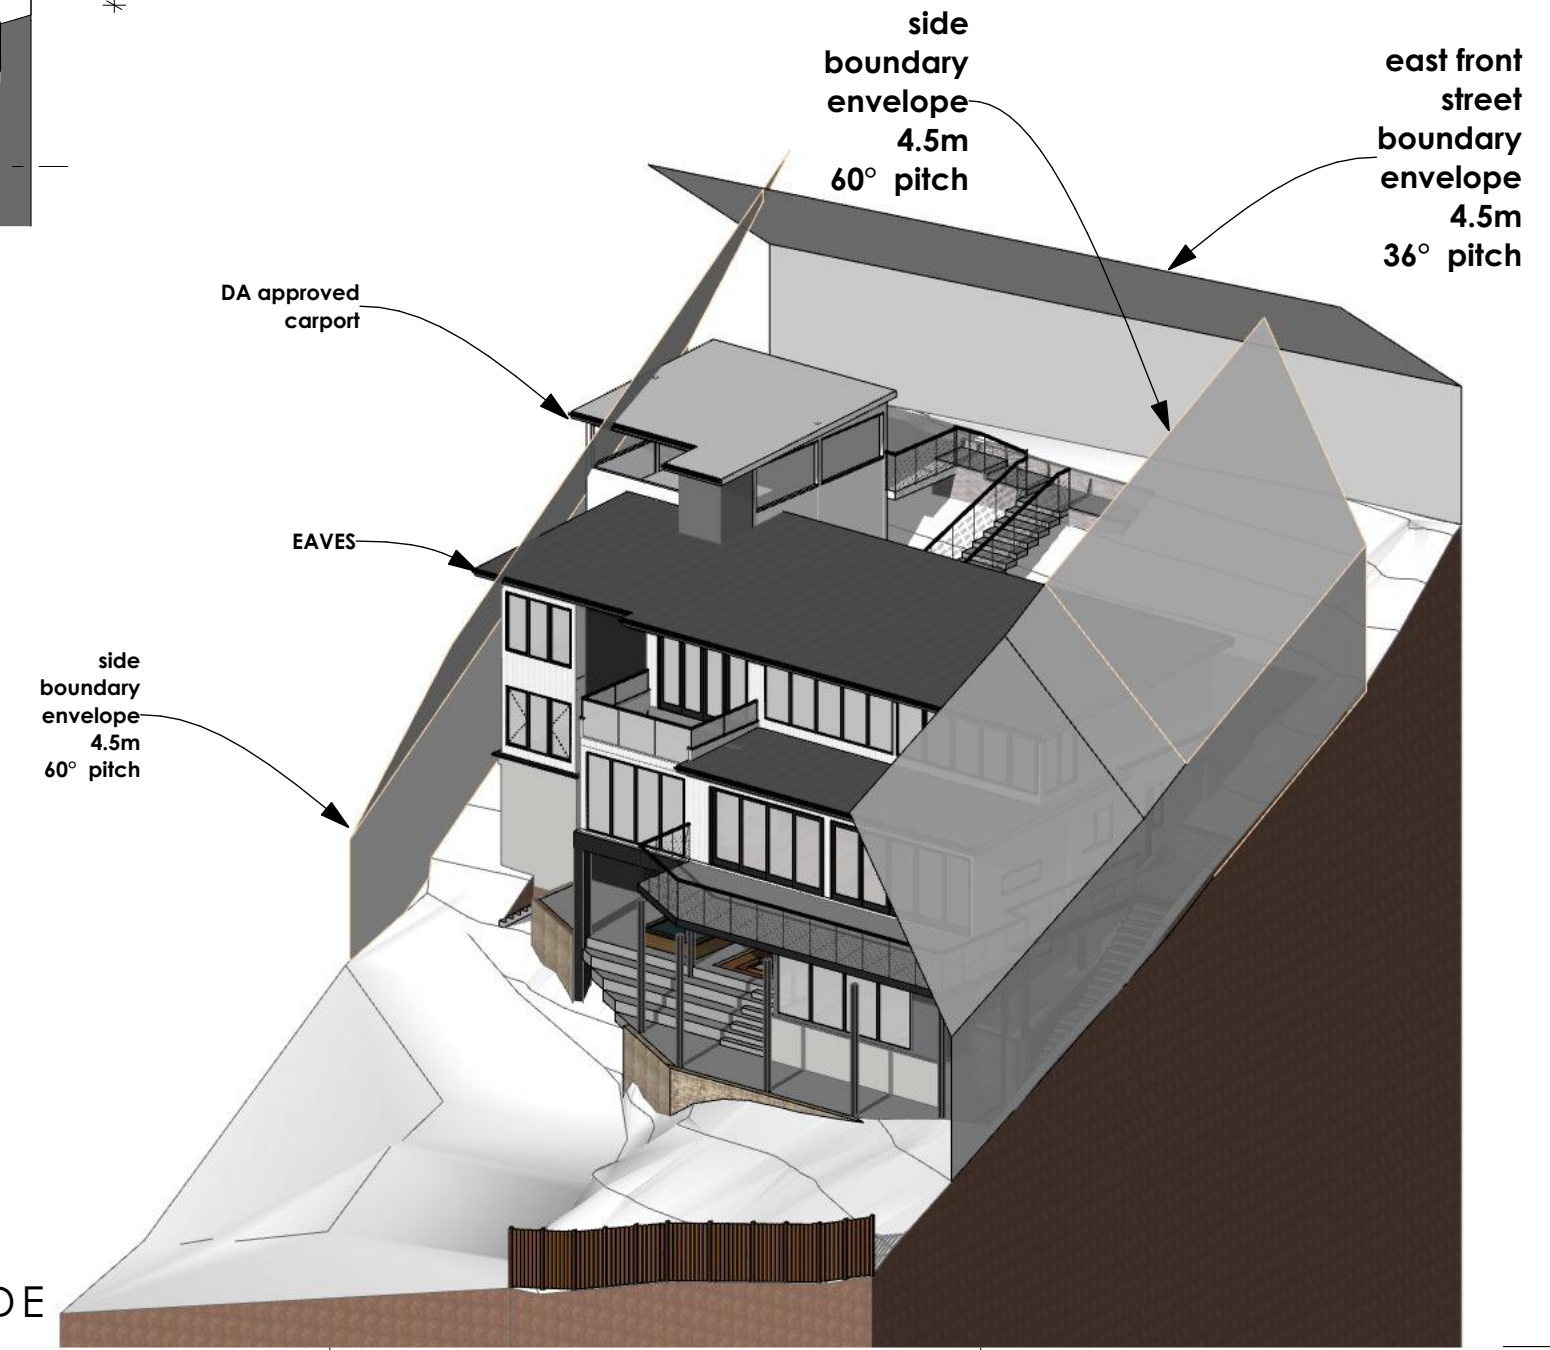 side
boundary
envelope
4.5m
60° pitch
east front
street
boundary
envelope
4.5m
36° pitch
DA approved
carport
EAVES
side
boundary
envelope
4.5m
60° pitch
DE